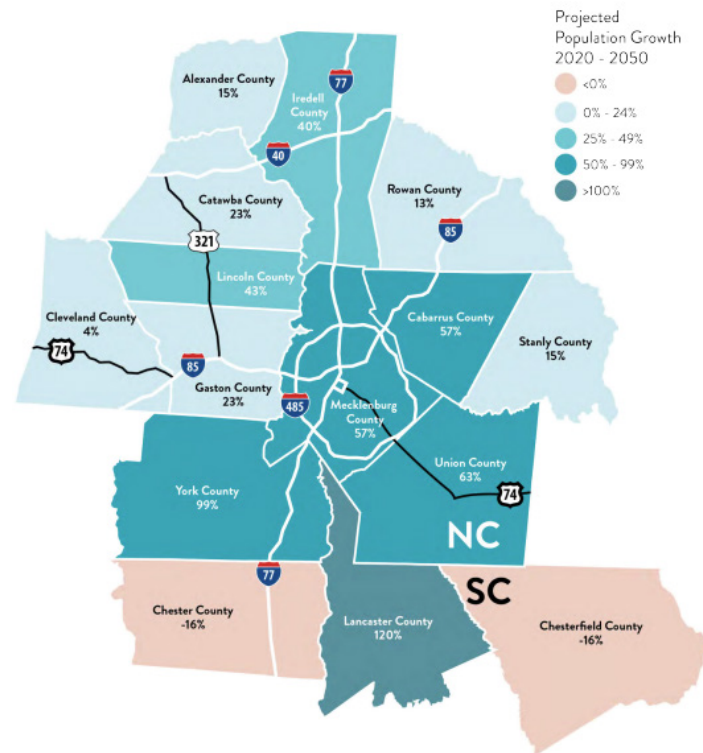 Projected
Population Growth
2020 - 2050
<0%
0% - 24%
25% - 49%
50% - 99%
>100%
Alexander County
15%
77
Iredell
County
40%
40
Rowan County
13%
Catawba County
23%
85
321
Lincoln County
43%
Cabarrus County
57%
Cleveland County
4%
Stanly County
15%
74
85
Gaston County
23%
485
Mecklenburg
County
57%
Union County
63%
York County
99%
74
NC
77
SC
Chester County
-16%
Lancaster County
120%
Chesterfield County
-16%